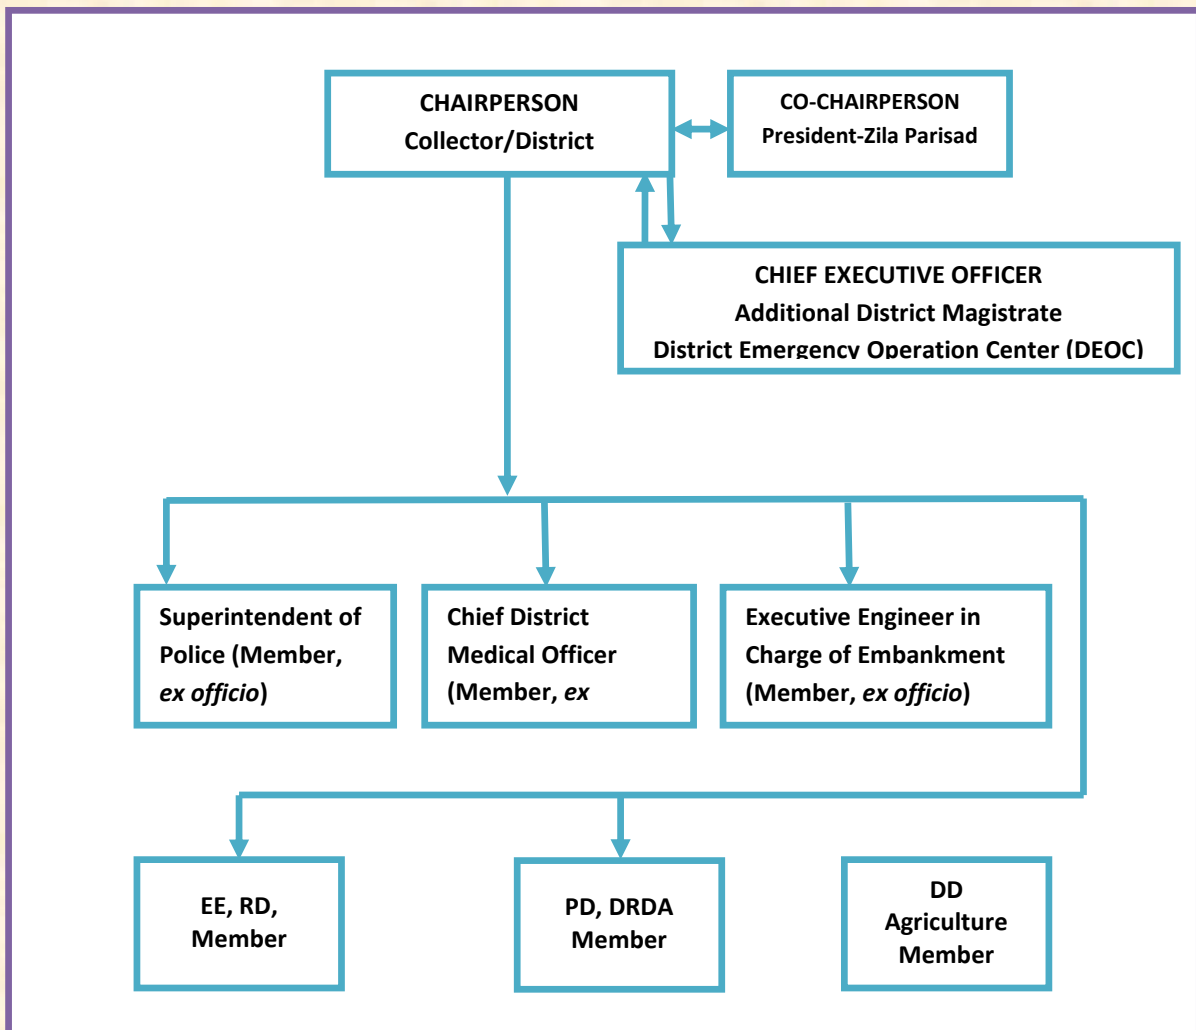 CHAIRPERSON
Collector/District
CO-CHAIRPERSON
President-Zila Parisad
CHIEF EXECUTIVE OFFICER
Additional District Magistrate
District Emergency Operation Center (DEOC)
Superintendent of
Police (Member,
ex officio)
Chief District
Medical Officer
(Member, ex
Executive Engineer in
Charge of Embankment
(Member, ex officio)
EE, RD,
Member
PD, DRDA
Member
DD
Agriculture
Member